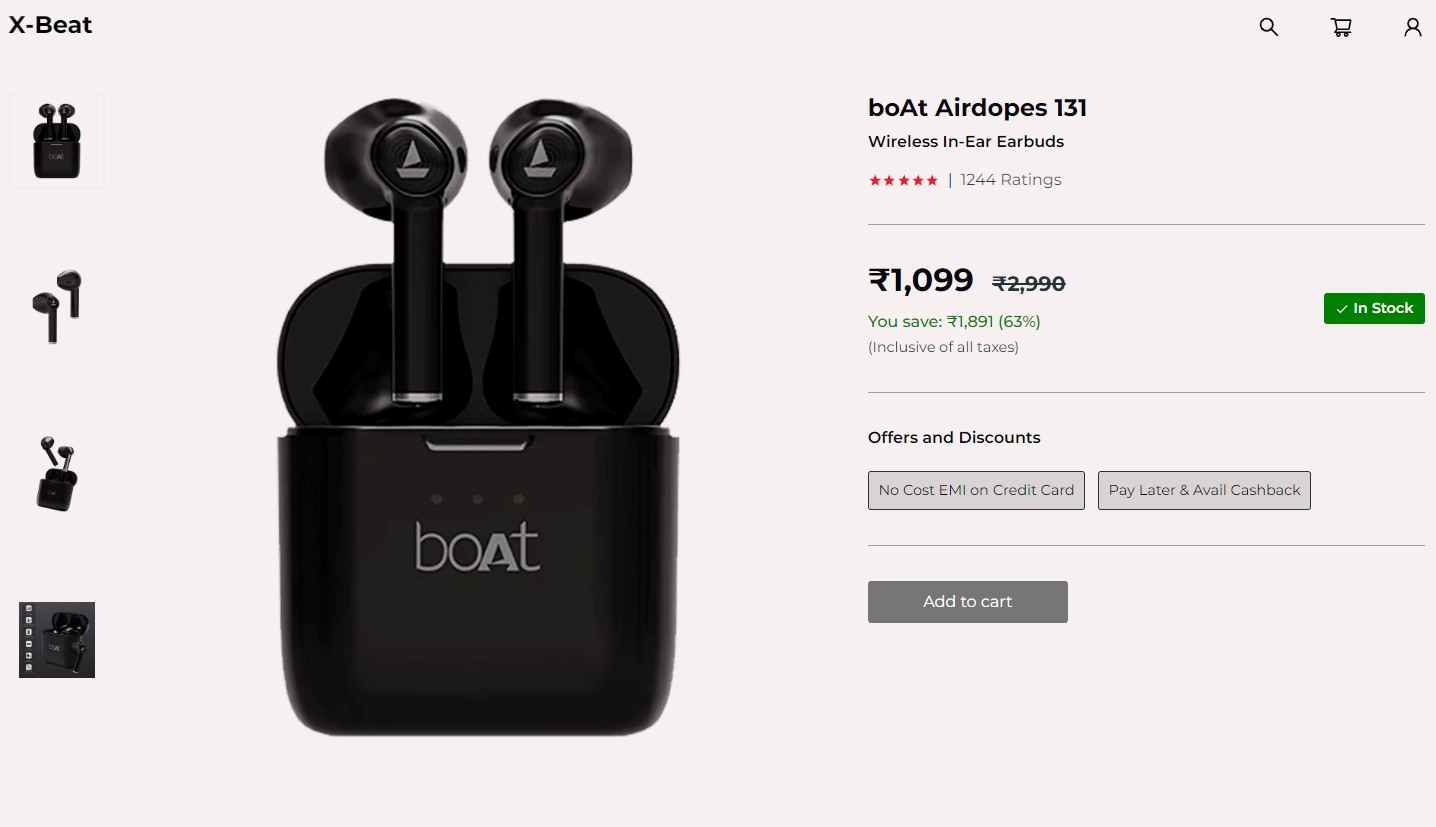 X-Beat
boAt Airdopes 131
Wireless In-Ear Earbuds
| 1244 Ratings
₹1,099 ₹2,990
In Stock
You save: ₹1,891 (63%)
(Inclusive of all taxes)
Offers and Discounts
No Cost EMI on Credit Card
Pay Later & Avail Cashback
Add to cart
boAt
boAt
boAt